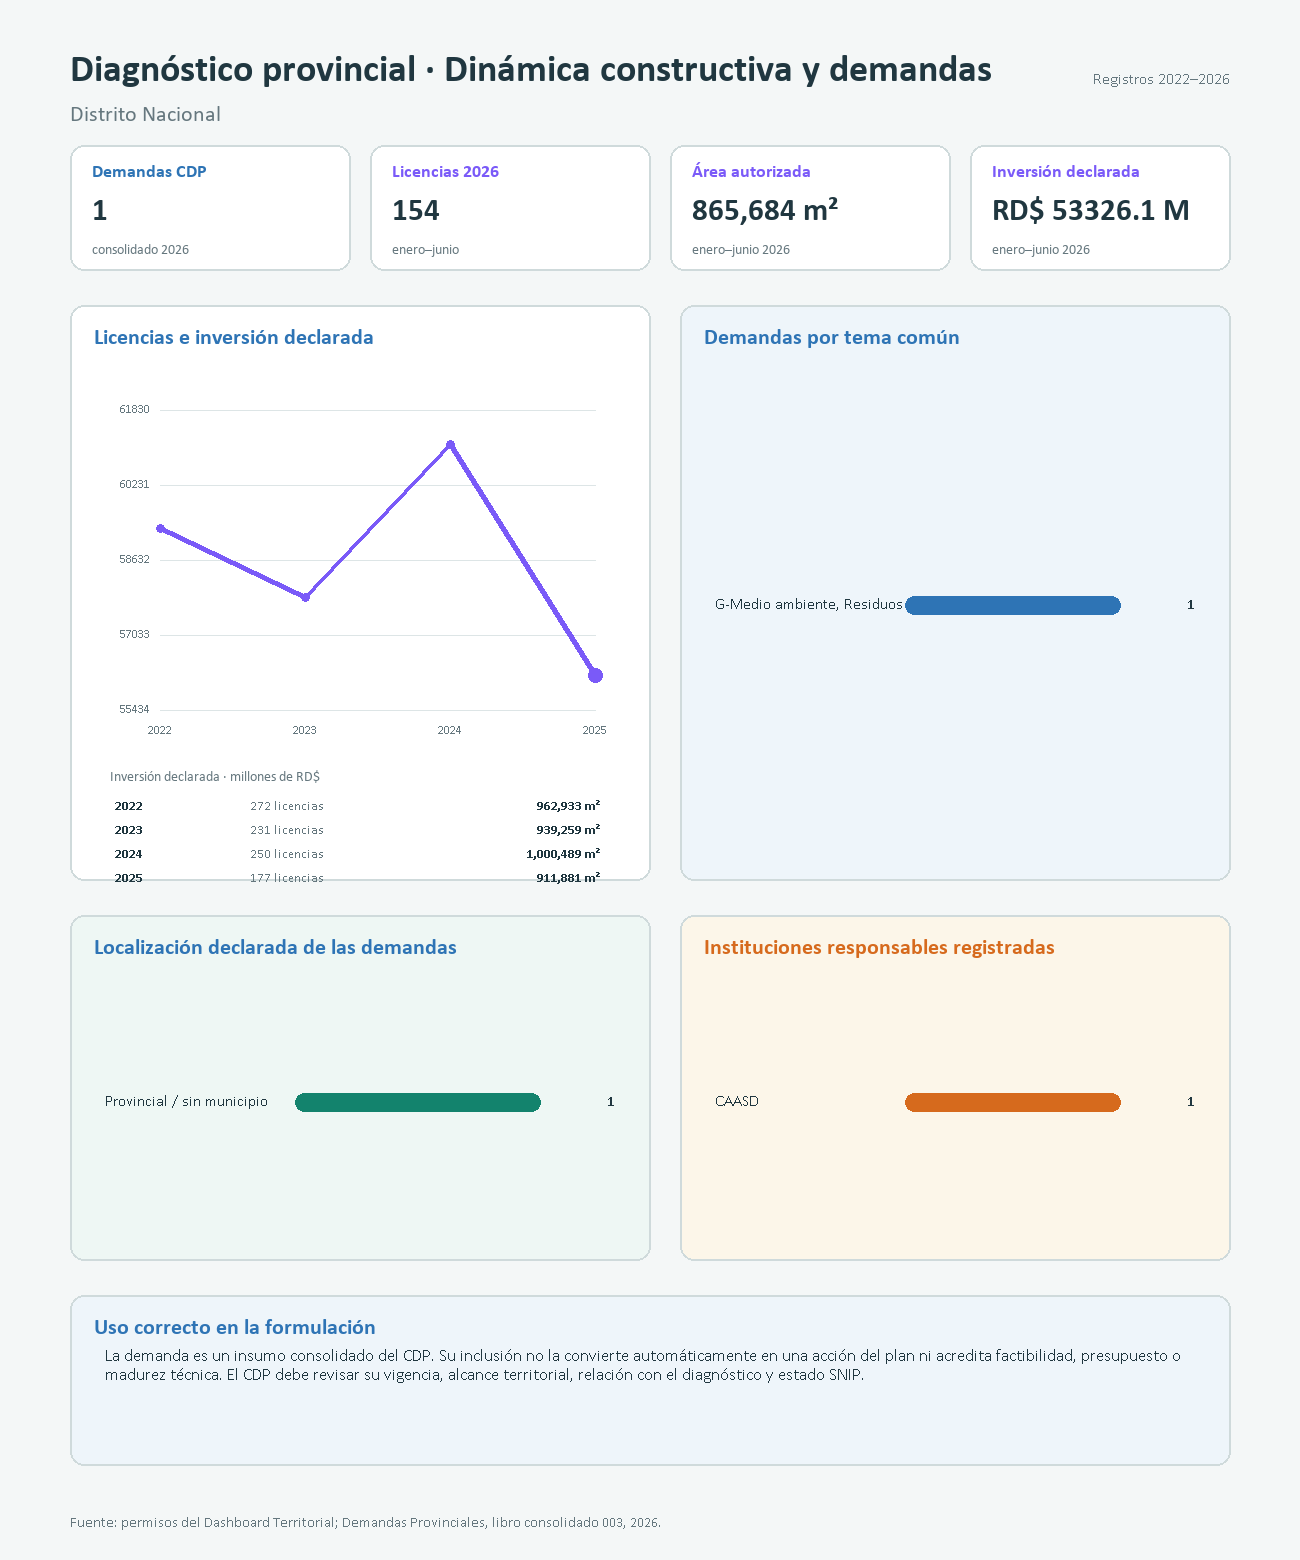 Diagnóstico provincial · Dinámica constructiva y demandas
Registros 2022–2026
Distrito Nacional
Demandas CDP
1
consolidado 2026
Licencias 2026
154
enero–junio
Área autorizada
865,684 m²
enero–junio 2026
Inversión declarada
RD$ 53326.1 M
enero–junio 2026
Licencias e inversión declarada
61830
60231
58632
57033
55434
2022 2023 2024 2025
Inversión declarada · millones de RD$
2022 272 licencias 962,933 m²
2023 231 licencias 939,259 m²
2024 250 licencias 1,000,489 m²
2025 177 licencias 911,881 m²
Demandas por tema común
G-Medio ambiente, Residuos 1
Localización declarada de las demandas
Provincial / sin municipio 1
Instituciones responsables registradas
CAASD 1
Uso correcto en la formulación
La demanda es un insumo consolidado del CDP. Su inclusión no la convierte automáticamente en una acción del plan ni acredita factibilidad, presupuesto o
madurez técnica. El CDP debe revisar su vigencia, alcance territorial, relación con el diagnóstico y estado SNIP.
Fuente: permisos del Dashboard Territorial; Demandas Provinciales, libro consolidado 003, 2026.